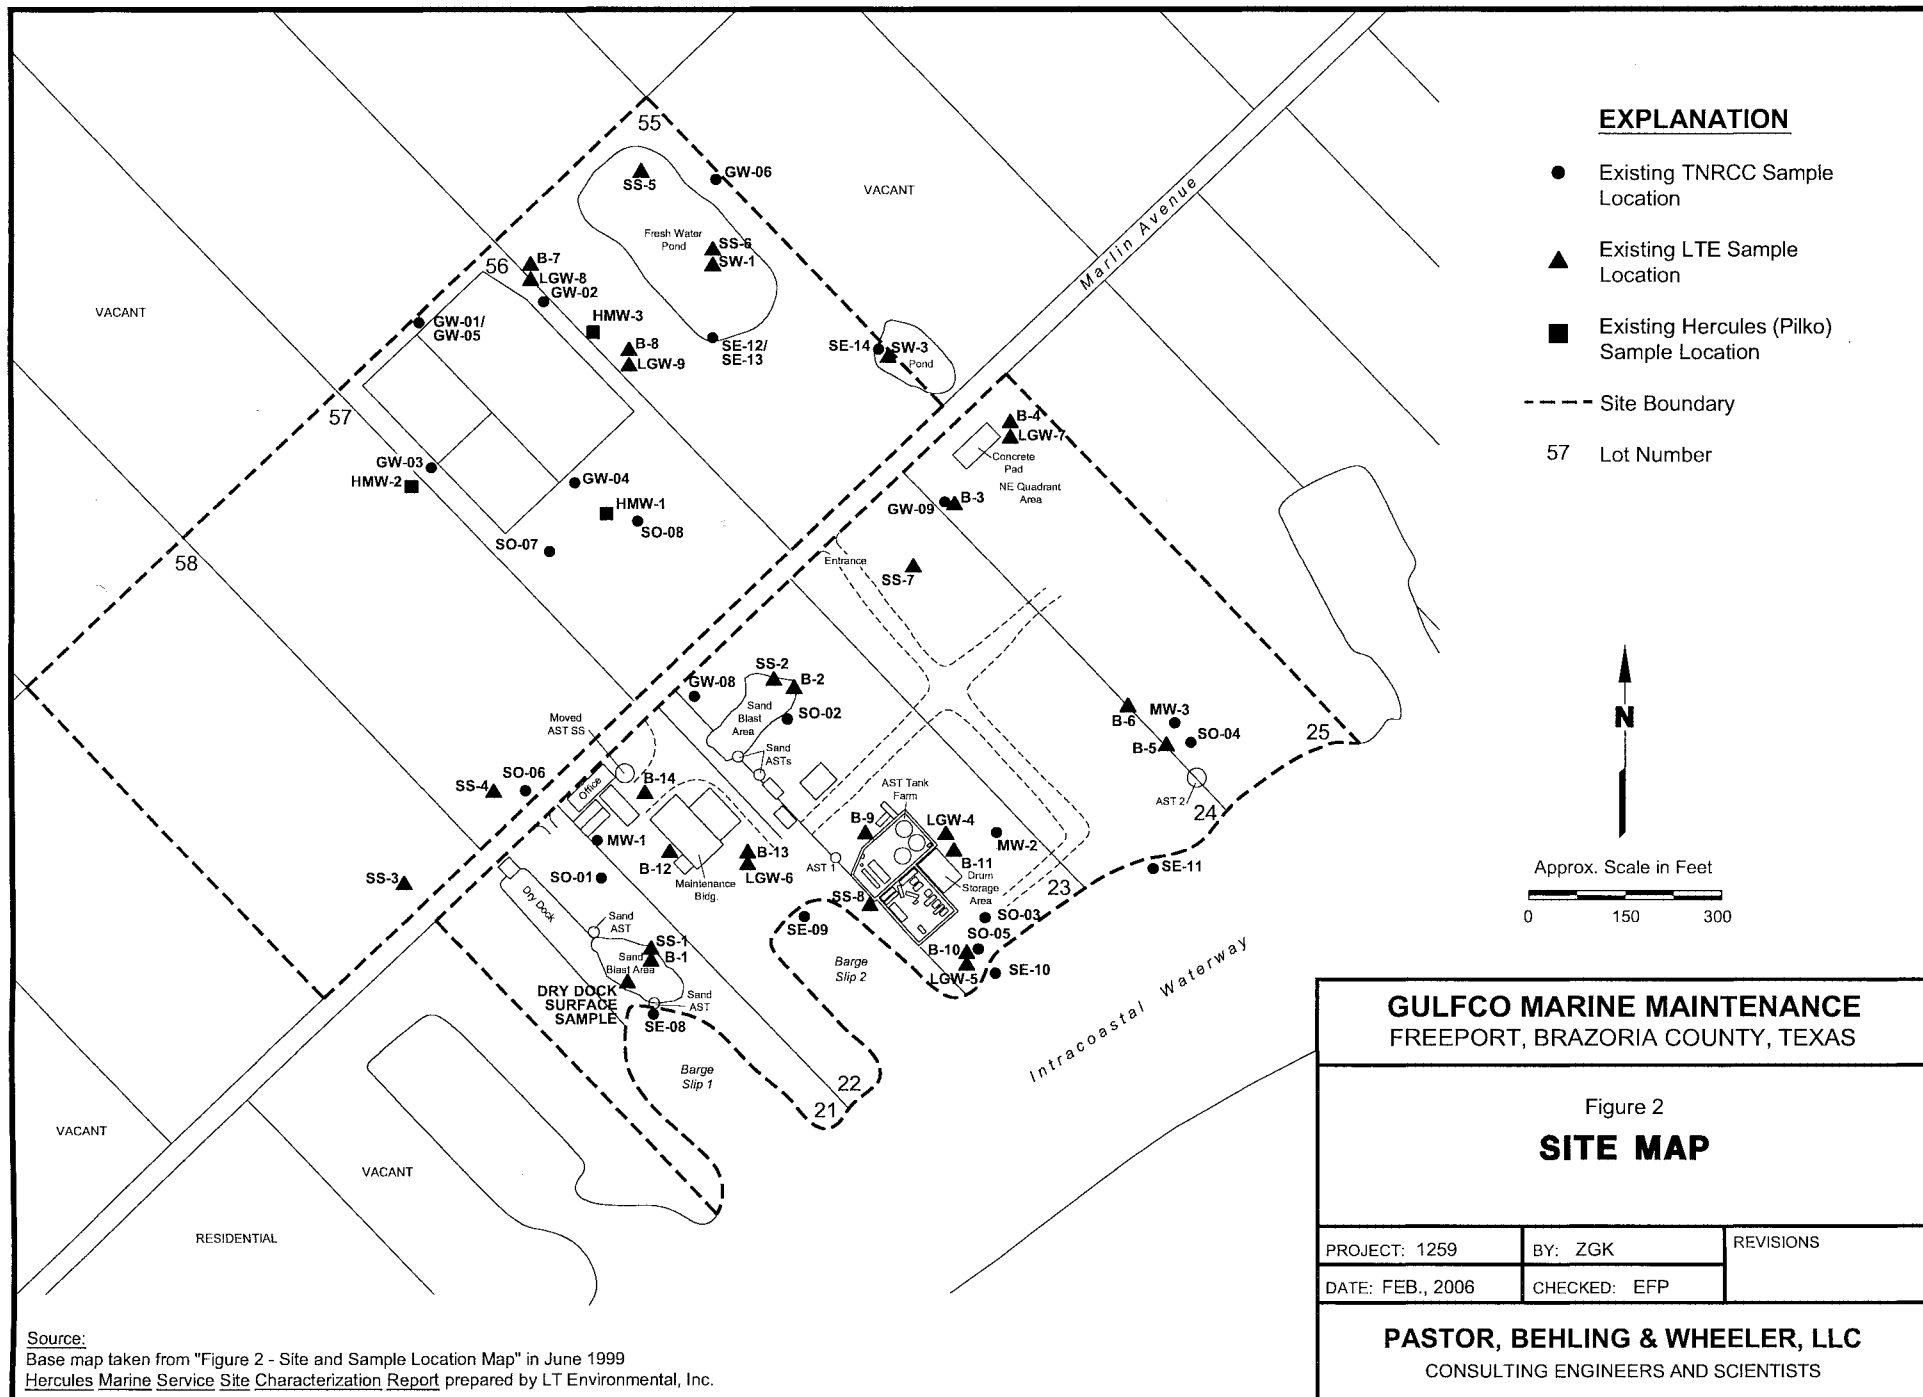 55
GW-06
SS-5
VACANT
Fresh Water
Pond
SS-6
SW-1
56
B-7
LGW-8
GW-02
HMW-3
VACANT
GW-01/
GW-05
B-8
LGW-9
SE-12/
SE-13
SE-14
SW-3
Pond
Marlin Avenue
57
B-4
LGW-7
Concrete
Pad
NE Quadrant
Area
GW-03
HMW-2
GW-04
HMW-1
SO-08
SO-07
GW-09
B-3
58
Entrance
SS-7
SS-2
B-2
GW-08
Sand
Blast
Area
SO-02
Moved
AST SS
Sand
ASTs
B-6
MW-3
SO-04
B-5
25
AST 2
24
SS-4
SO-06
Office
B-14
AST Tank
Farm
B-9
LGW-4
MW-2
MW-1
B-12
B-13
LGW-6
AST 1
B-11
Drum
Storage
Area
SE-11
SS-3
SO-01
Maintenance
Bldg.
23
Dry Dock
Sand
AST
SS-8
SE-09
SO-03
SO-05
SS-1
B-1
Sand
Blast Area
B-10
LGW-5
SE-10
Barge
Slip 2
DRY DOCK
SURFACE
SAMPLE
Sand
AST
SE-08
Intracoastal Waterway
Barge
Slip 1
22
21
VACANT
VACANT
RESIDENTIAL
EXPLANATION
Existing TNRCC Sample
Location
Existing LTE Sample
Location
Existing Hercules (Pilko)
Sample Location
Site Boundary
57 Lot Number
N
Approx. Scale in Feet
0 150 300
GULFCO MARINE MAINTENANCE
FREEPORT, BRAZORIA COUNTY, TEXAS
Figure 2
SITE MAP
PROJECT: 1259
BY: ZGK
REVISIONS
DATE: FEB., 2006
CHECKED: EFP
PASTOR, BEHLING & WHEELER, LLC
CONSULTING ENGINEERS AND SCIENTISTS
Source:
Base map taken from "Figure 2 - Site and Sample Location Map" in June 1999
Hercules Marine Service Site Characterization Report prepared by LT Environmental, Inc.